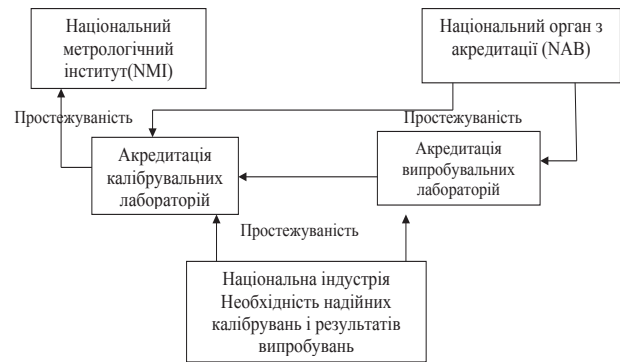 Національний
метрологічний
інститут(NMI)
Національний орган з
акредитації (NAB)
Простежуваність
Простежуваність
Акредитація
калібрувальних
лабораторій
Акредитація
випробувальних
лабораторій
Простежуваність
Національна індустрія
Необхідність надійних
калібрувань і результатів
випробувань